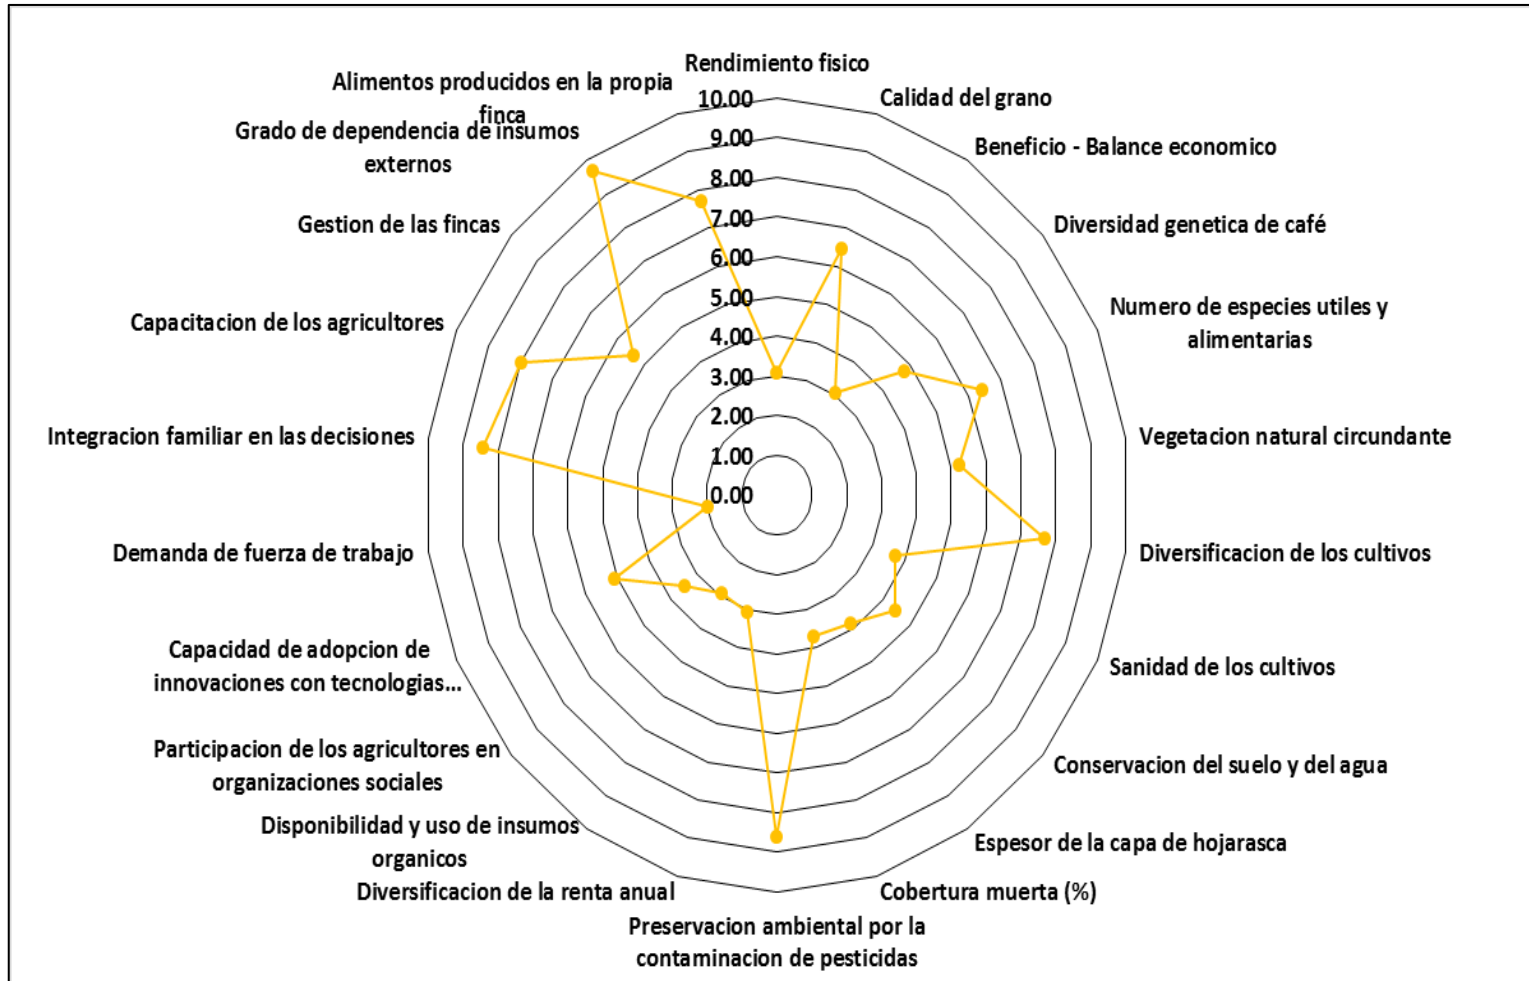 Rendimiento fisico
Calidad del grano
Beneficio - Balance economico
Diversidad genetica de café
Numero de especies utiles y
alimentarias
Vegetacion natural circundante
Diversificacion de los cultivos
Sanidad de los cultivos
Conservacion del suelo y del agua
Espesor de la capa de hojarasca
Cobertura muerta (%)
Preservacion ambiental por la
contaminacion de pesticidas
Diversificacion de la renta anual
Disponibilidad y uso de insumos
organicos
Participacion de los agricultores en
organizaciones sociales
Capacidad de adopcion de
innovaciones con tecnologias...
Demanda de fuerza de trabajo
Integracion familiar en las decisiones
Capacitacion de los agricultores
Gestion de las fincas
Grado de dependencia de insumos
externos
Alimentos producidos en la propia
finca
10.00
9.00
8.00
7.00
6.00
5.00
4.00
3.00
2.00
1.00
0.00